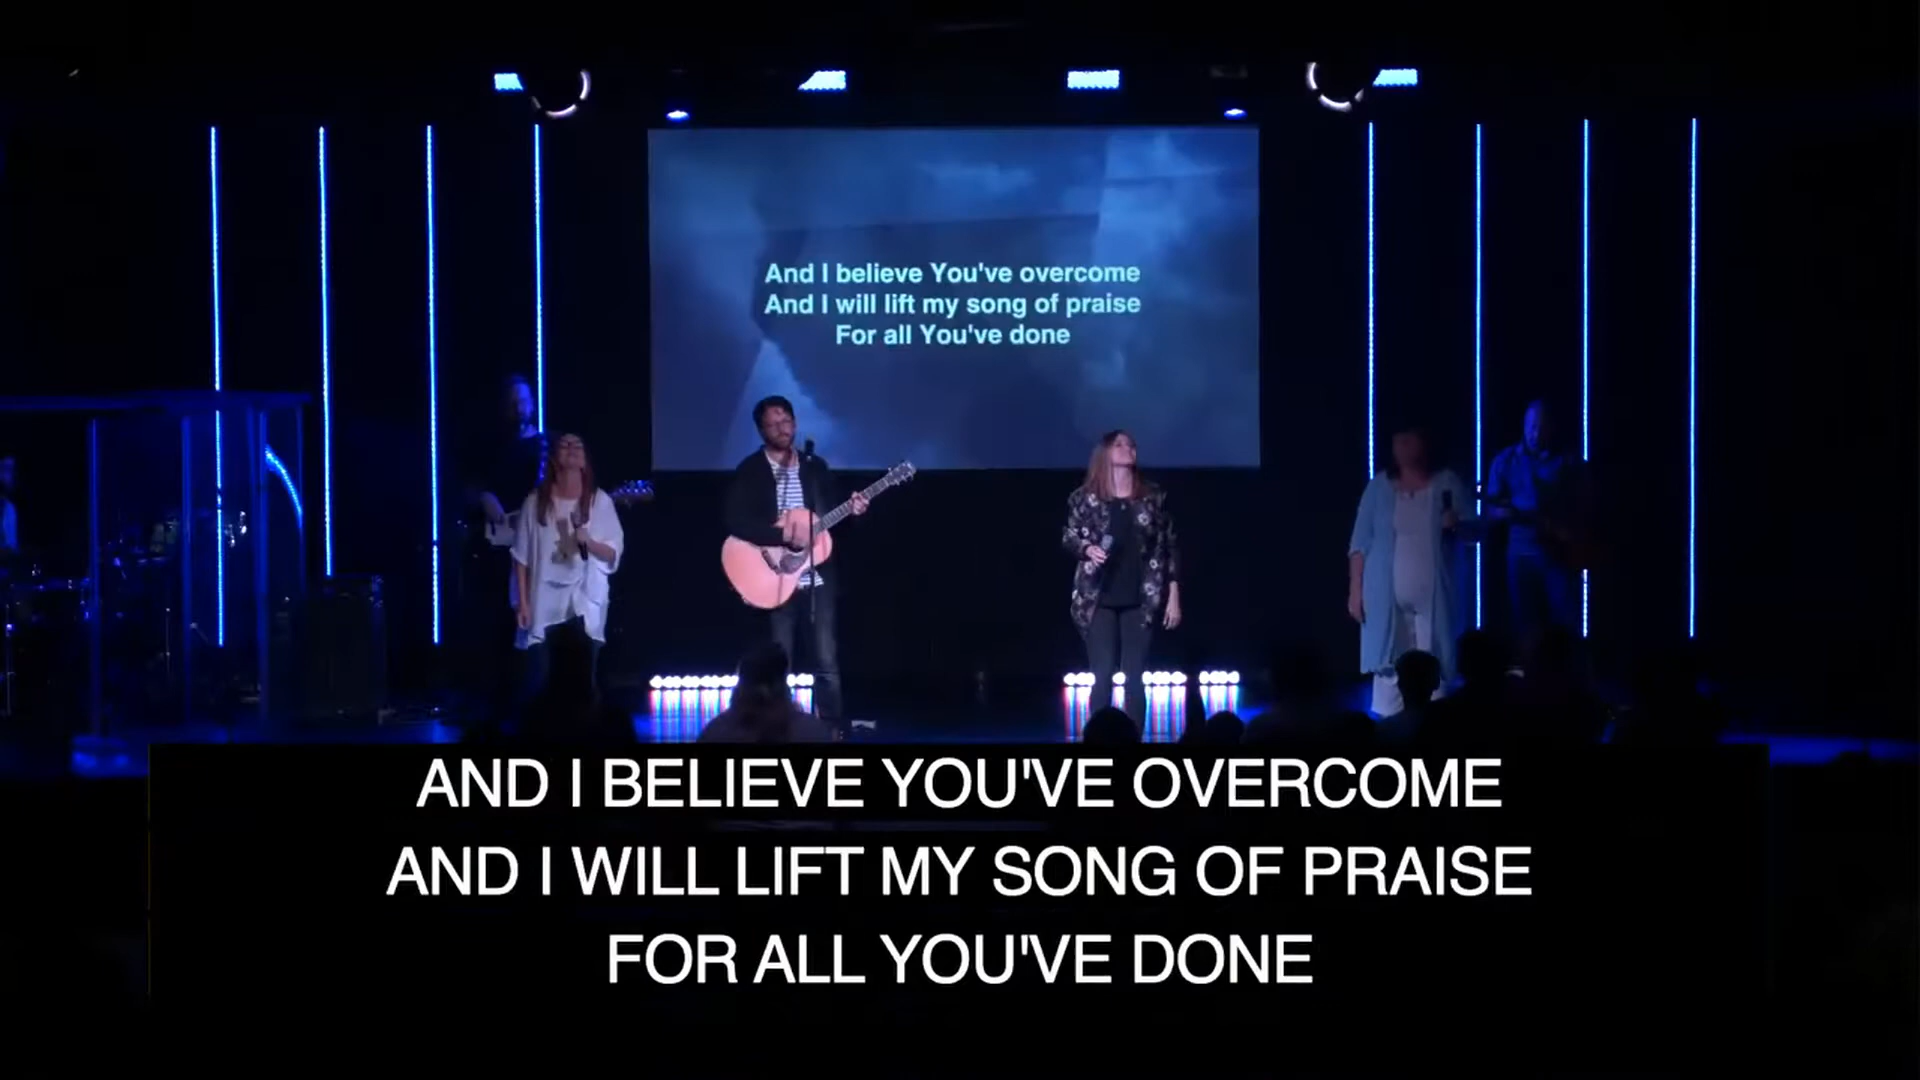 And I believe You've overcome
And I will lift my song of praise
For all You've done
AND I BELIEVE YOU'VE OVERCOME
AND I WILL LIFT MY SONG OF PRAISE
FOR ALL YOU'VE DONE